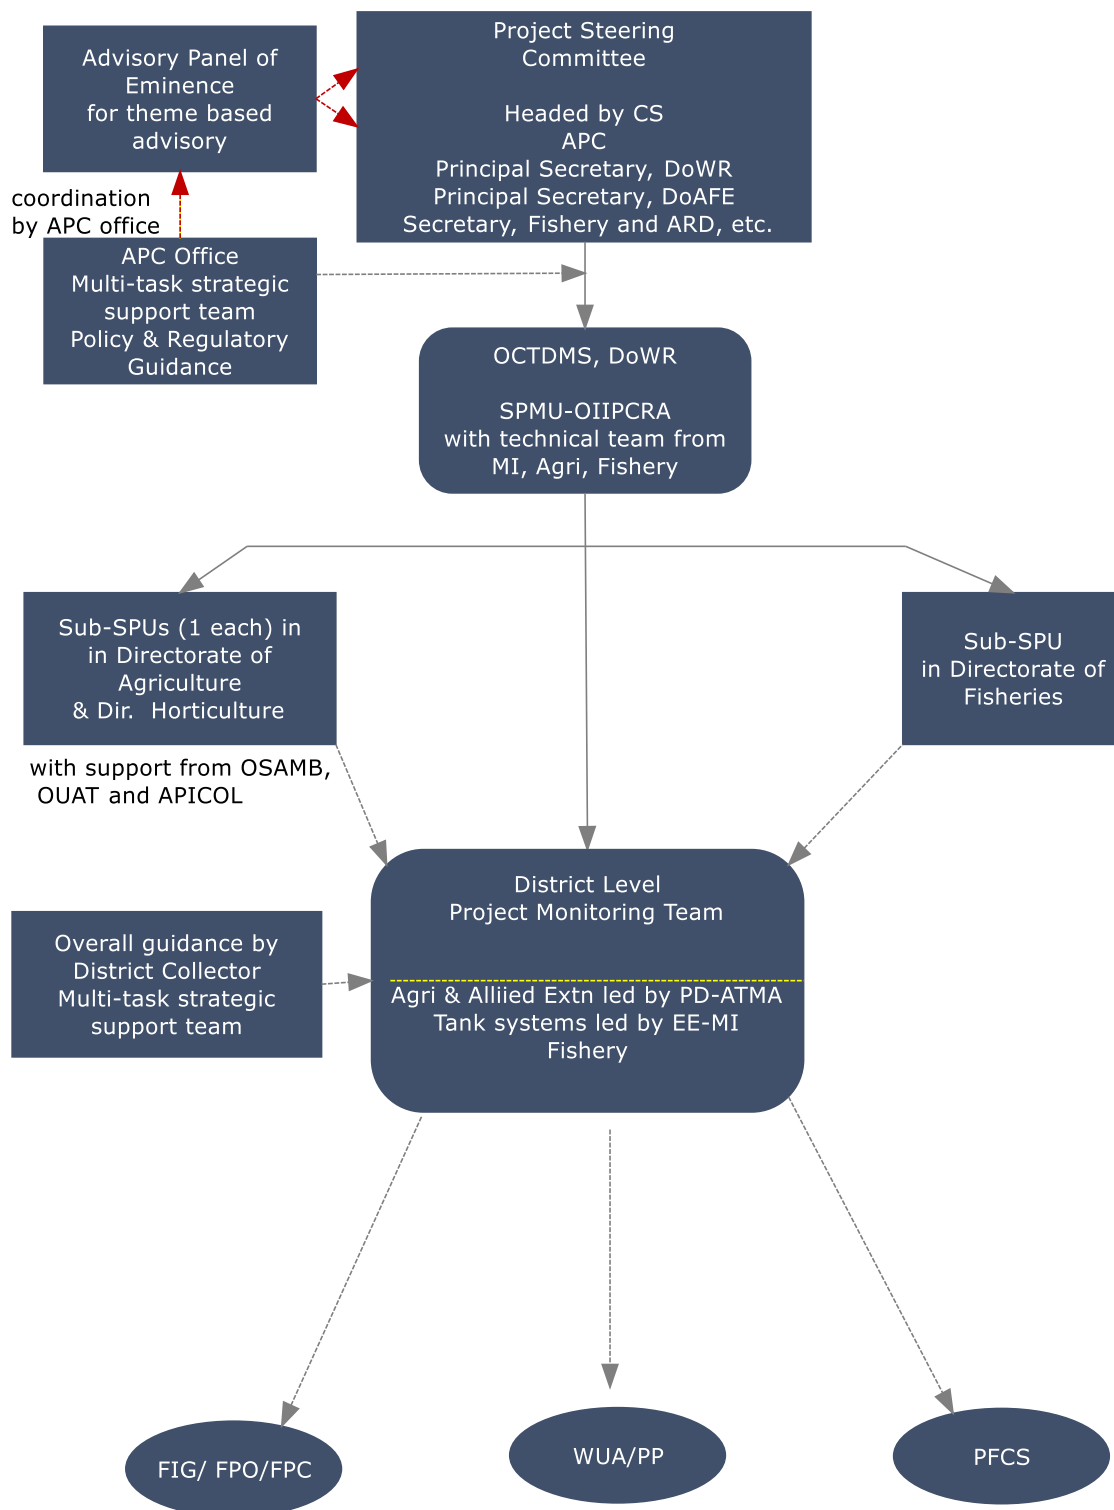 Advisory Panel of
Eminence
for theme based
advisory
Project Steering
Committee
Headed by CS
APC
Principal Secretary, DoWR
Principal Secretary, DoAFE
Secretary, Fishery and ARD, etc.
coordination
by APC office
APC Office
Multi-task strategic
support team
Policy & Regulatory
Guidance
OCTDMS, DoWR
SPMU-OIIPCRA
with technical team from
MI, Agri, Fishery
Sub-SPUs (1 each) in
in Directorate of
Agriculture
& Dir. Horticulture
Sub-SPU
in Directorate of
Fisheries
with support from OSAMB,
OUAT and APICOL
District Level
Project Monitoring Team
Agri & Alliied Extn led by PD-ATMA
Tank systems led by EE-MI
Fishery
Overall guidance by
District Collector
Multi-task strategic
support team
FIG/ FPO/FPC
WUA/PP
PFCS